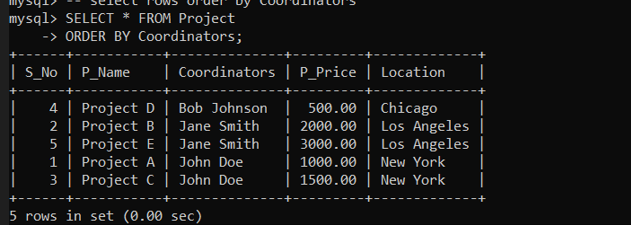 mysql> -- select rows order by Coordinators
mysql> SELECT * FROM Project
    -> ORDER BY Coordinators;
+------+-----------+--------------+---------+-------------+
| S_No | P_Name    | Coordinators | P_Price | Location    |
+------+-----------+--------------+---------+-------------+
|    4 | Project D | Bob Johnson  |  500.00 | Chicago     |
|    2 | Project B | Jane Smith   | 2000.00 | Los Angeles |
|    5 | Project E | Jane Smith   | 3000.00 | Los Angeles |
|    1 | Project A | John Doe     | 1000.00 | New York    |
|    3 | Project C | John Doe     | 1500.00 | New York    |
+------+-----------+--------------+---------+-------------+
5 rows in set (0.00 sec)